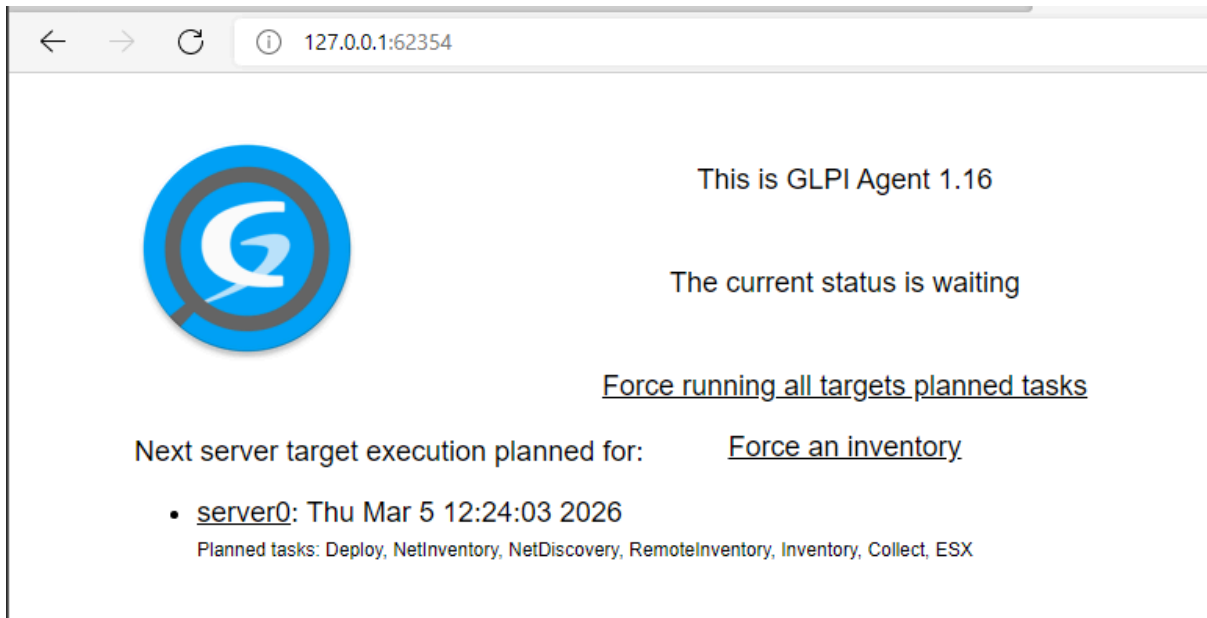 127.0.0.1:62354
This is GLPI Agent 1.16
The current status is waiting
Force running all targets planned tasks
Force an inventory
Next server target execution planned for:
server0: Thu Mar 5 12:24:03 2026
Planned tasks: Deploy, NetInventory, NetDiscovery, RemoteInventory, Inventory, Collect, ESX